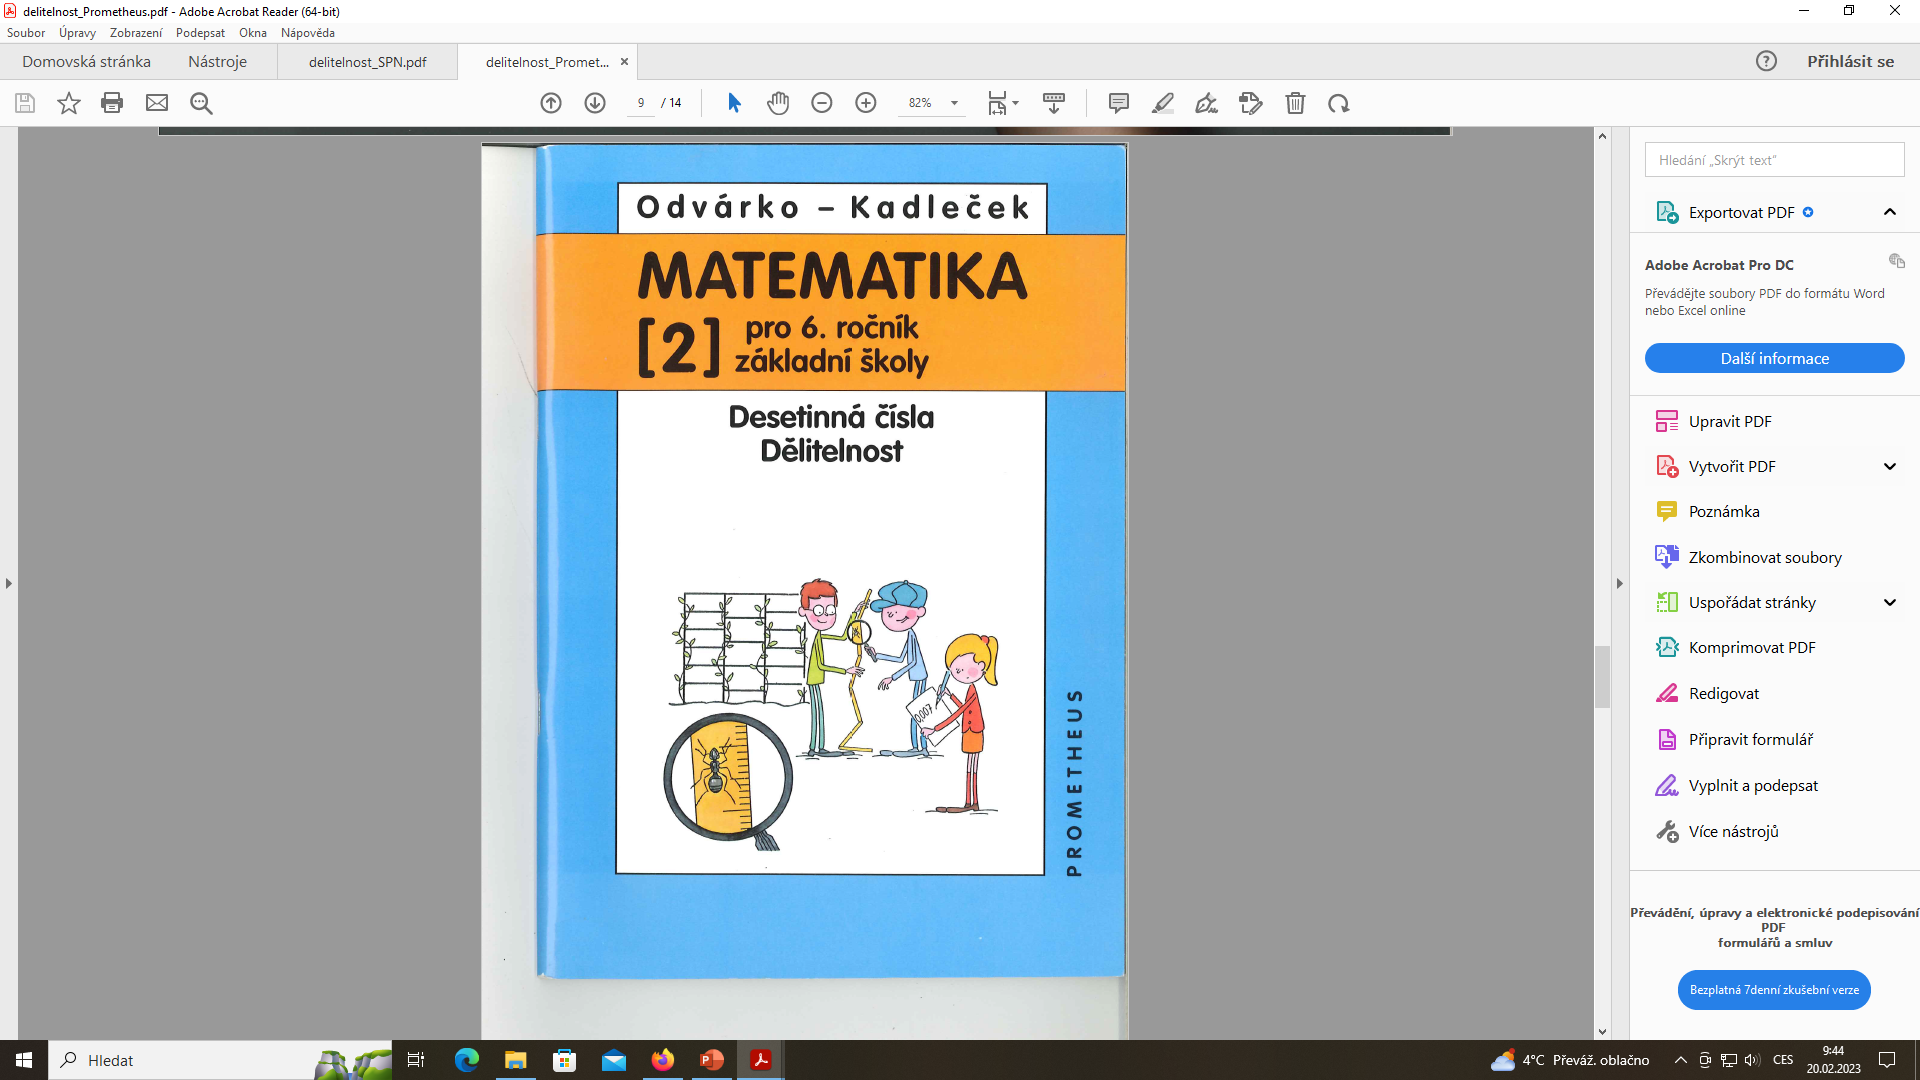 delitelnost_Prometheus.pdf - Adobe Acrobat Reader (64-bit)
Soubor Úpravy Zobrazení Podepsat Okna Nápověda
Domovská stránka Nástroje delitelnost_SPN.pdf delitelnost_Promet... × Přihlásit se
9 / 14 82%
Odvárko – Kadleček
MATEMATIKA
[2] pro 6. ročník
základní školy
Desetinná čísla
Dělitelnost
0,007
PROMETHEUS
Hledání „Skrýt text“
Exportovat PDF
Adobe Acrobat Pro DC
Převádějte soubory PDF do formátu Word
nebo Excel online
Další informace
Upravit PDF
Vytvořit PDF
Poznámka
Zkombinovat soubory
Uspořádat stránky
Komprimovat PDF
Redigovat
Připravit formulář
Vyplnit a podepsat
Více nástrojů
Převádění, úpravy a elektronické podepisování
PDF
formulářů a smluv
Bezplatná 7denní zkušební verze
Hledat
4°C Převáž. oblačno
CES
9:44
20.02.2023